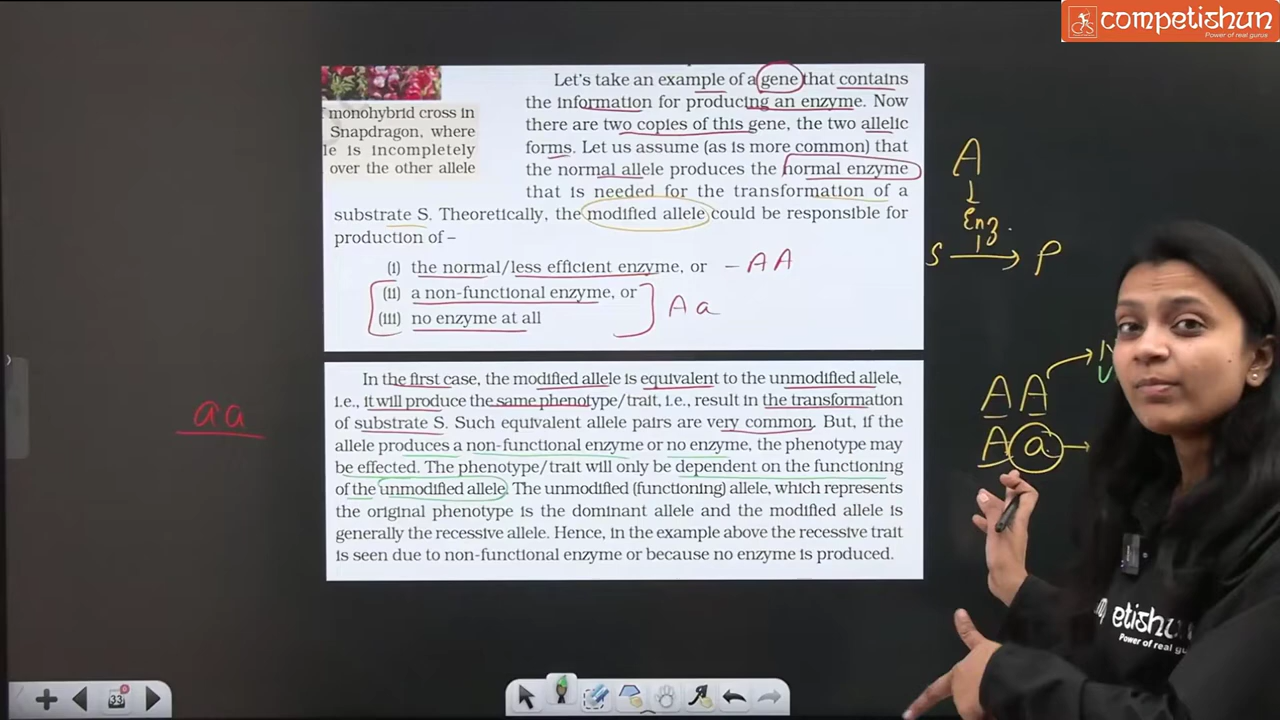 competishun
Power of real gurus
Let's take an example of a gene that contains
the information for producing an enzyme. Now
there are two copies of this gene, the two allelic
forms. Let us assume (as is more common) that
the normal allele produces the normal enzyme
that is needed for the transformation of a
substrate S. Theoretically, the modified allele could be responsible for
production of –
(i) the normal/less efficient enzyme, or – AA
(ii) a non-functional enzyme, or
(iii) no enzyme at all
Aa
monohybrid cross in
Snapdragon, where
le is incompletely
over the other allele
In the first case, the modified allele is equivalent to the unmodified allele,
i.e., it will produce the same phenotype/trait, i.e., result in the transformation
of substrate S. Such equivalent allele pairs are very common. But, if the
allele produces a non-functional enzyme or no enzyme, the phenotype may
be effected. The phenotype/trait will only be dependent on the functioning
of the unmodified allele. The unmodified (functioning) allele, which represents
the original phenotype is the dominant allele and the modified allele is
generally the recessive allele. Hence, in the example above the recessive trait
is seen due to non-functional enzyme or because no enzyme is produced.
aa
A
Enz.
S → P
AA
Aa
etishun
Power of real gu
33